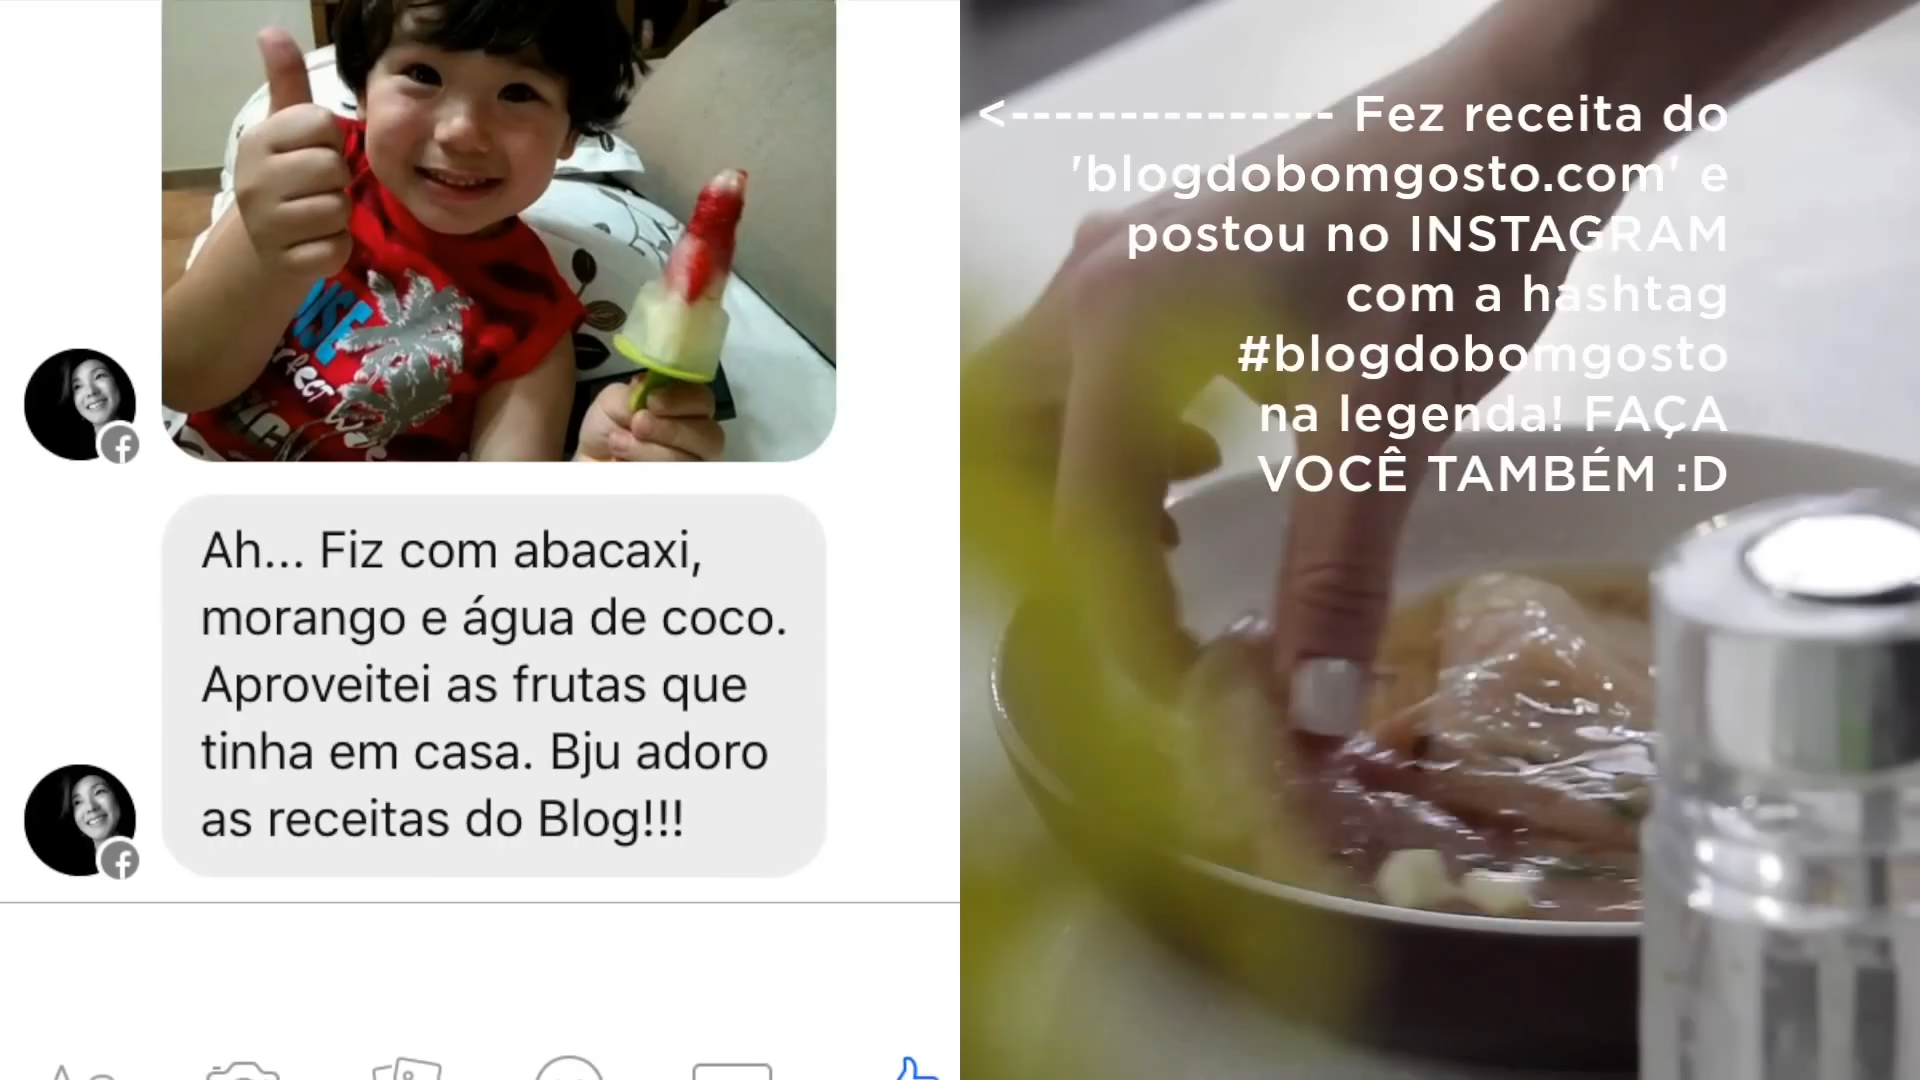 Ah... Fiz com abacaxi,
morango e água de coco.
Aproveitei as frutas que
tinha em casa. Bju adoro
as receitas do Blog!!!
<--------------- Fez receita do
'blogdobomgosto.com' e
postou no INSTAGRAM
com a hashtag
#blogdobomgosto
na legenda! FAÇA
VOCÊ TAMBÉM :D